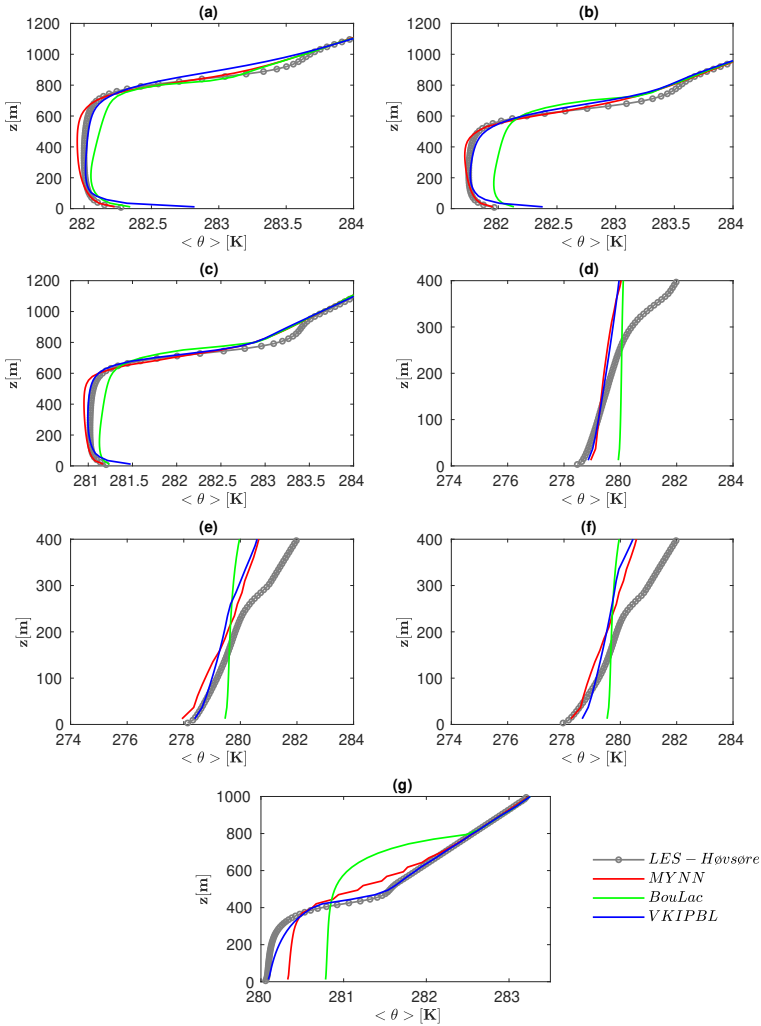 (a)
1200
1000
800
600
400
200
0
z[m]
282 282.5 283 283.5 284
< θ > [K]
(b)
1200
1000
800
600
400
200
0
z[m]
282 283 284
< θ > [K]
(c)
1200
1000
800
600
400
200
0
z[m]
281 281.5 282 282.5 283 283.5 284
< θ > [K]
(d)
400
300
200
100
0
z[m]
274 276 278 280 282 284
< θ > [K]
(e)
400
300
200
100
0
z[m]
274 276 278 280 282 284
< θ > [K]
(f)
400
300
200
100
0
z[m]
274 276 278 280 282 284
< θ > [K]
(g)
1000
800
600
400
200
0
z[m]
280 281 282 283
< θ > [K]
LES − Høvsøre
MYNN
BouLac
VKIPBL